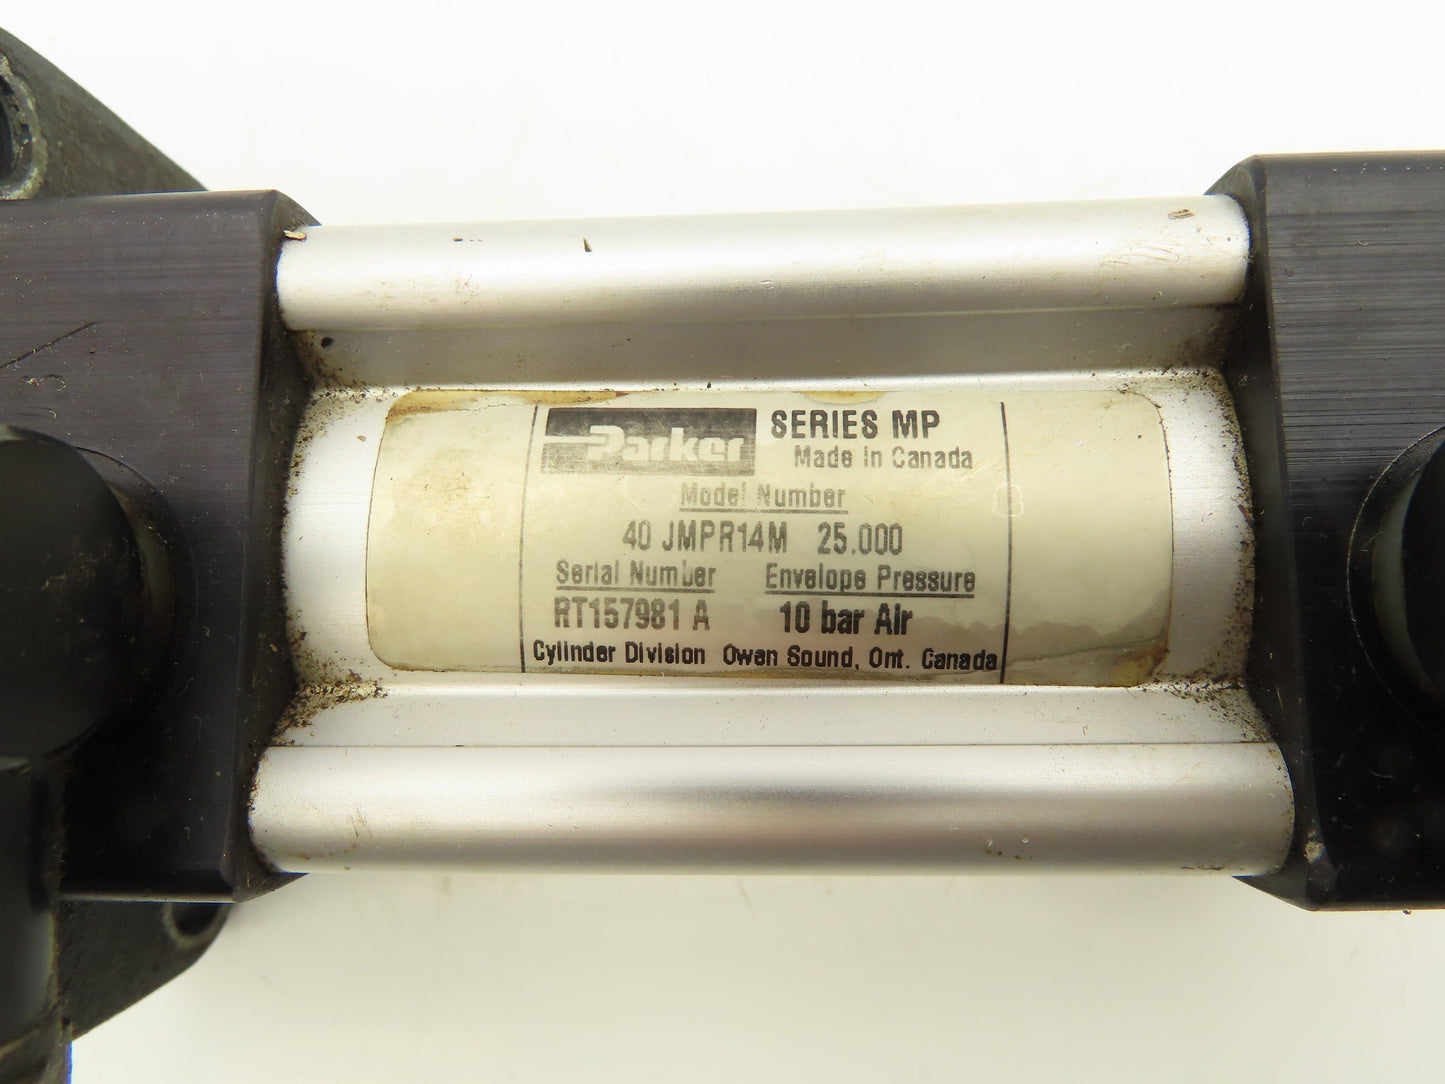 Parker SERIES MP
Made In Canada
Model Number
40 JMPR14M 25.000
Serial Number Envelope Pressure
RT157981 A 10 bar Air
Cylinder Division Owen Sound, Ont. Canada
3